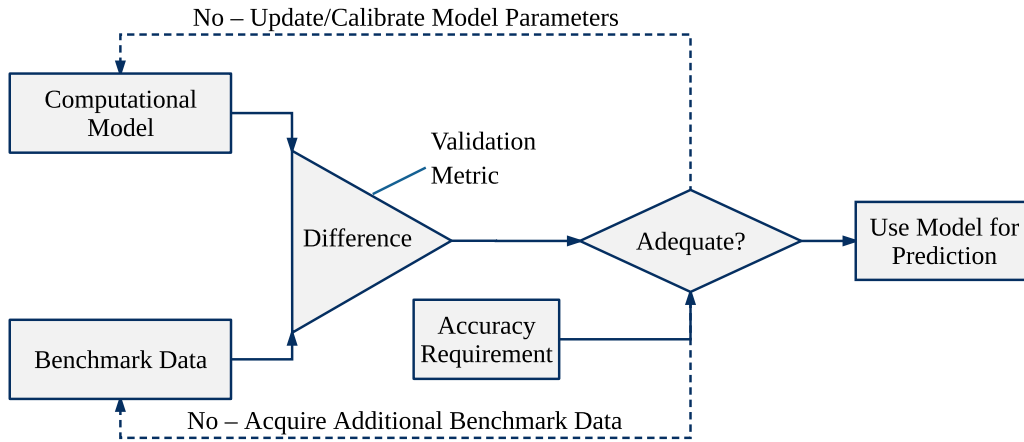 No – Update/Calibrate Model Parameters
Computational
Model
Validation
Metric
Difference
Adequate?
Use Model for
Prediction
Accuracy
Requirement
Benchmark Data
No – Acquire Additional Benchmark Data